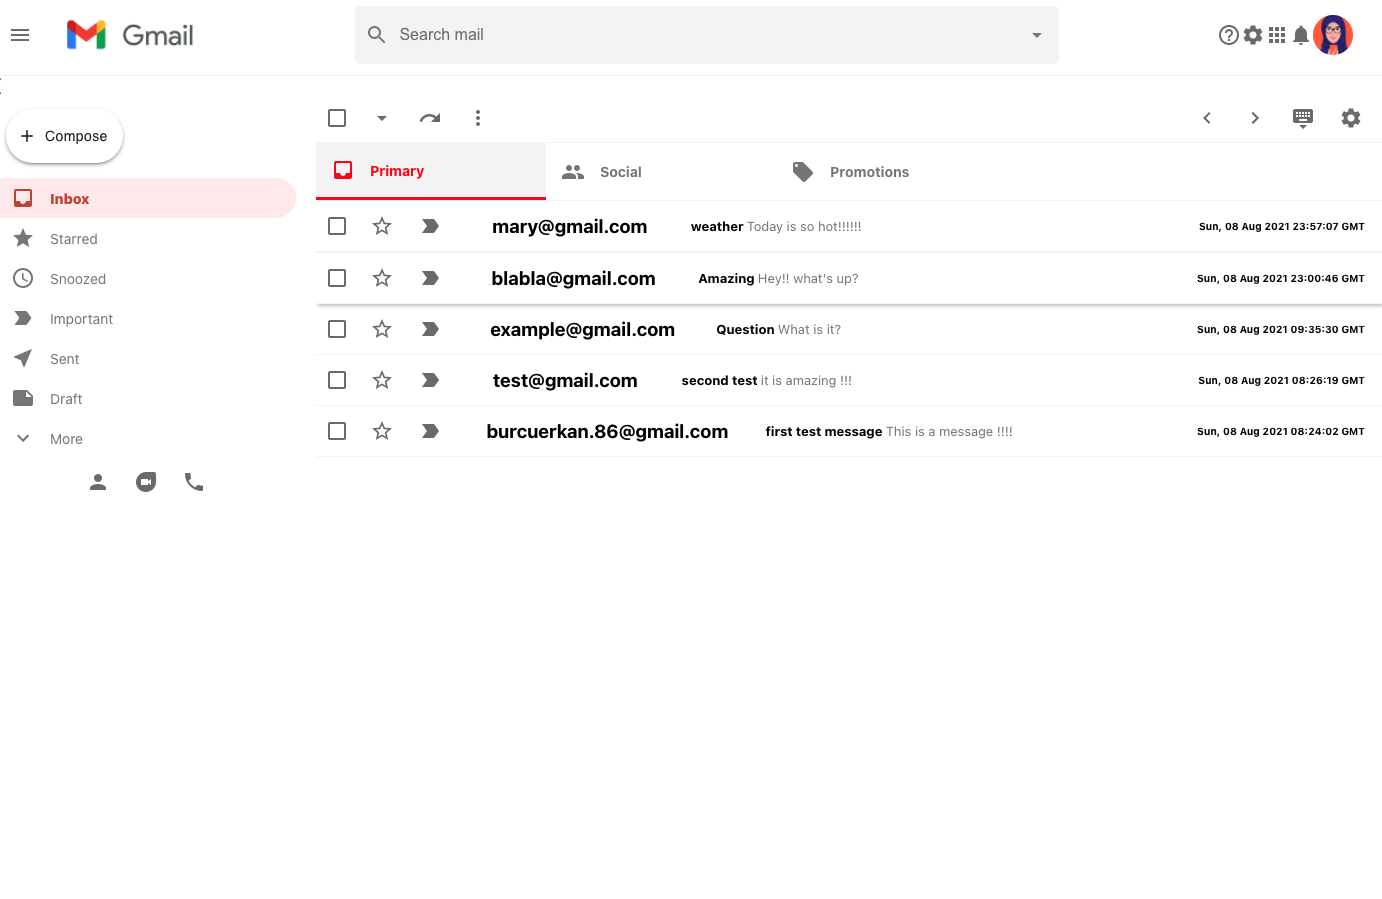 Gmail
Search mail
Compose
Inbox
Starred
Snoozed
Important
Sent
Draft
More
Primary
Social
Promotions
mary@gmail.com weather Today is so hot!!!!!! Sun, 08 Aug 2021 23:57:07 GMT
blabla@gmail.com Amazing Hey!! what's up? Sun, 08 Aug 2021 23:00:46 GMT
example@gmail.com Question What is it? Sun, 08 Aug 2021 09:35:30 GMT
test@gmail.com second test it is amazing !!! Sun, 08 Aug 2021 08:26:19 GMT
burcuerkan.86@gmail.com first test message This is a message !!!! Sun, 08 Aug 2021 08:24:02 GMT